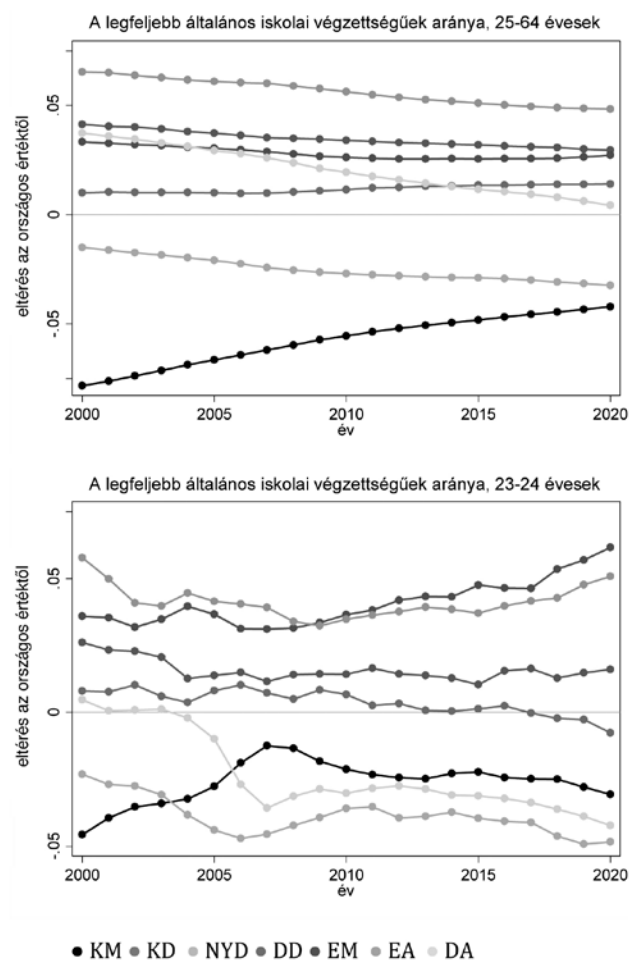 A legfeljebb általános iskolai végzettségűek aránya, 25-64 évesek
eltérés az országos értéktől
.05
0
-.05
2000 2005 2010 2015 2020
év
A legfeljebb általános iskolai végzettségűek aránya, 23-24 évesek
eltérés az országos értéktől
.05
0
-.05
2000 2005 2010 2015 2020
év
KM KD NYD DD EM EA DA